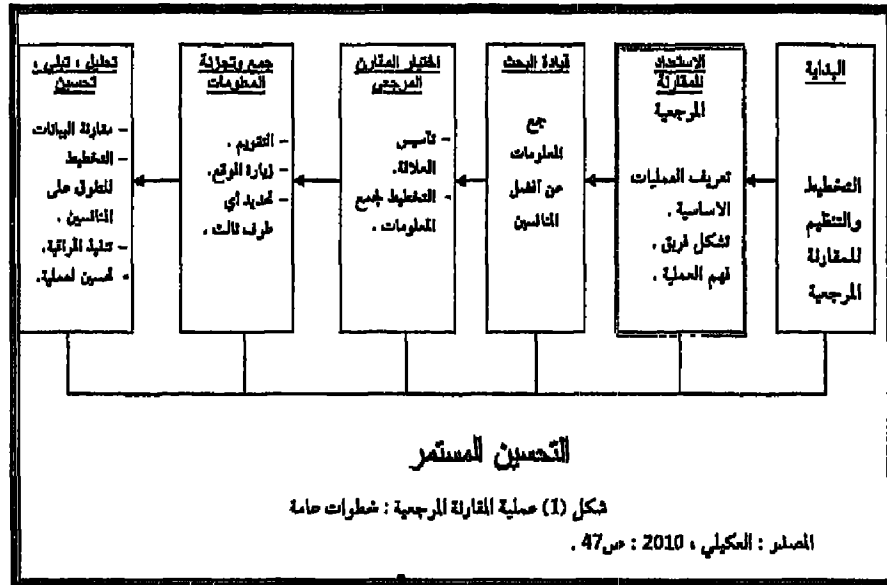 البداية
التخطيط
والتنظيم
للمقارنة
المرجعية
الإستعداد
للمقارنة
المرجعية
تعريف العمليات
الاساسية .
تشكل فريق .
فهم العملية .
قيادة البحث
جمع
المعلومات
عن أفضل
المنافسين
اختيار المقارن
المرجعي
- تأسيس
العلاقة.
- التخطيط لجمع
المعلومات .
جمع وتجزئة
المعلومات
- التقويم .
- زيارة الموقع.
- تحديد أي
طرف ثالث .
تحليل ، تبني ،
تحسين
- مقارنة البيانات
- التخطيط
للتفوق على
المنافسين .
- تنفيذ المراقبة.
- تحسين لعملية.
التحسين المستمر
شكل (1) عملية المقارنة المرجعية : خطوات عامة
المصدر : العكيلي ، 2010 : ص47 .